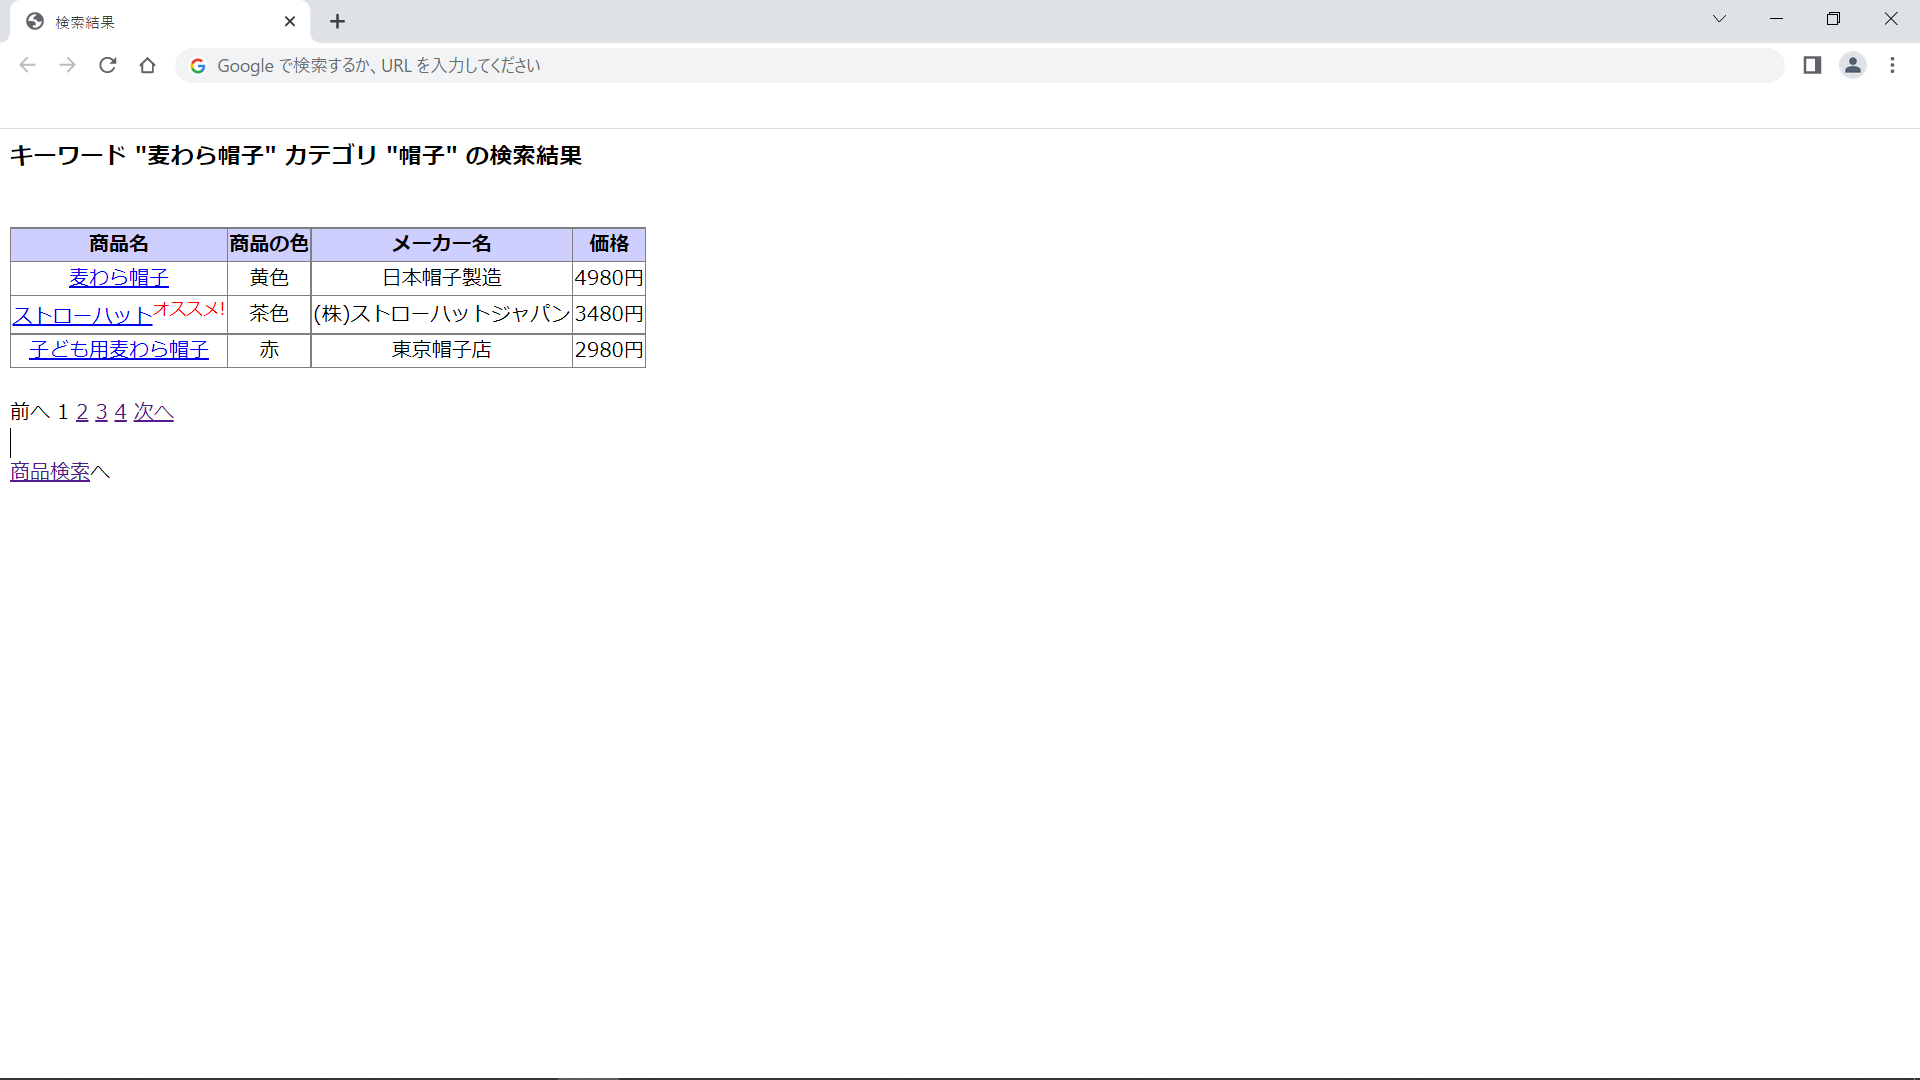 検索結果
Google で検索するか、URL を入力してください
キーワード "麦わら帽子" カテゴリ "帽子" の検索結果
商品名 商品の色 メーカー名 価格
麦わら帽子 黄色 日本帽子製造 4980円
ストローハットオススメ! 茶色 (株)ストローハットジャパン 3480円
子ども用麦わら帽子 赤 東京帽子店 2980円
前へ 1 2 3 4 次へ
商品検索へ